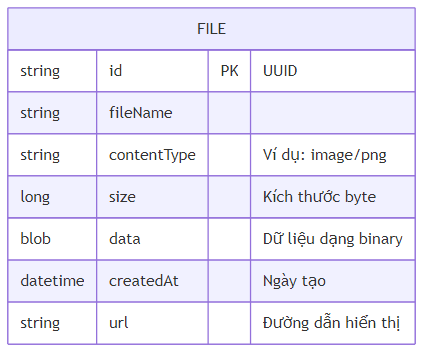 FILE
string id PK UUID
string fileName
string contentType Ví dụ: image/png
long size Kích thước byte
blob data Dữ liệu dạng binary
datetime createdAt Ngày tạo
string url Đường dẫn hiển thị